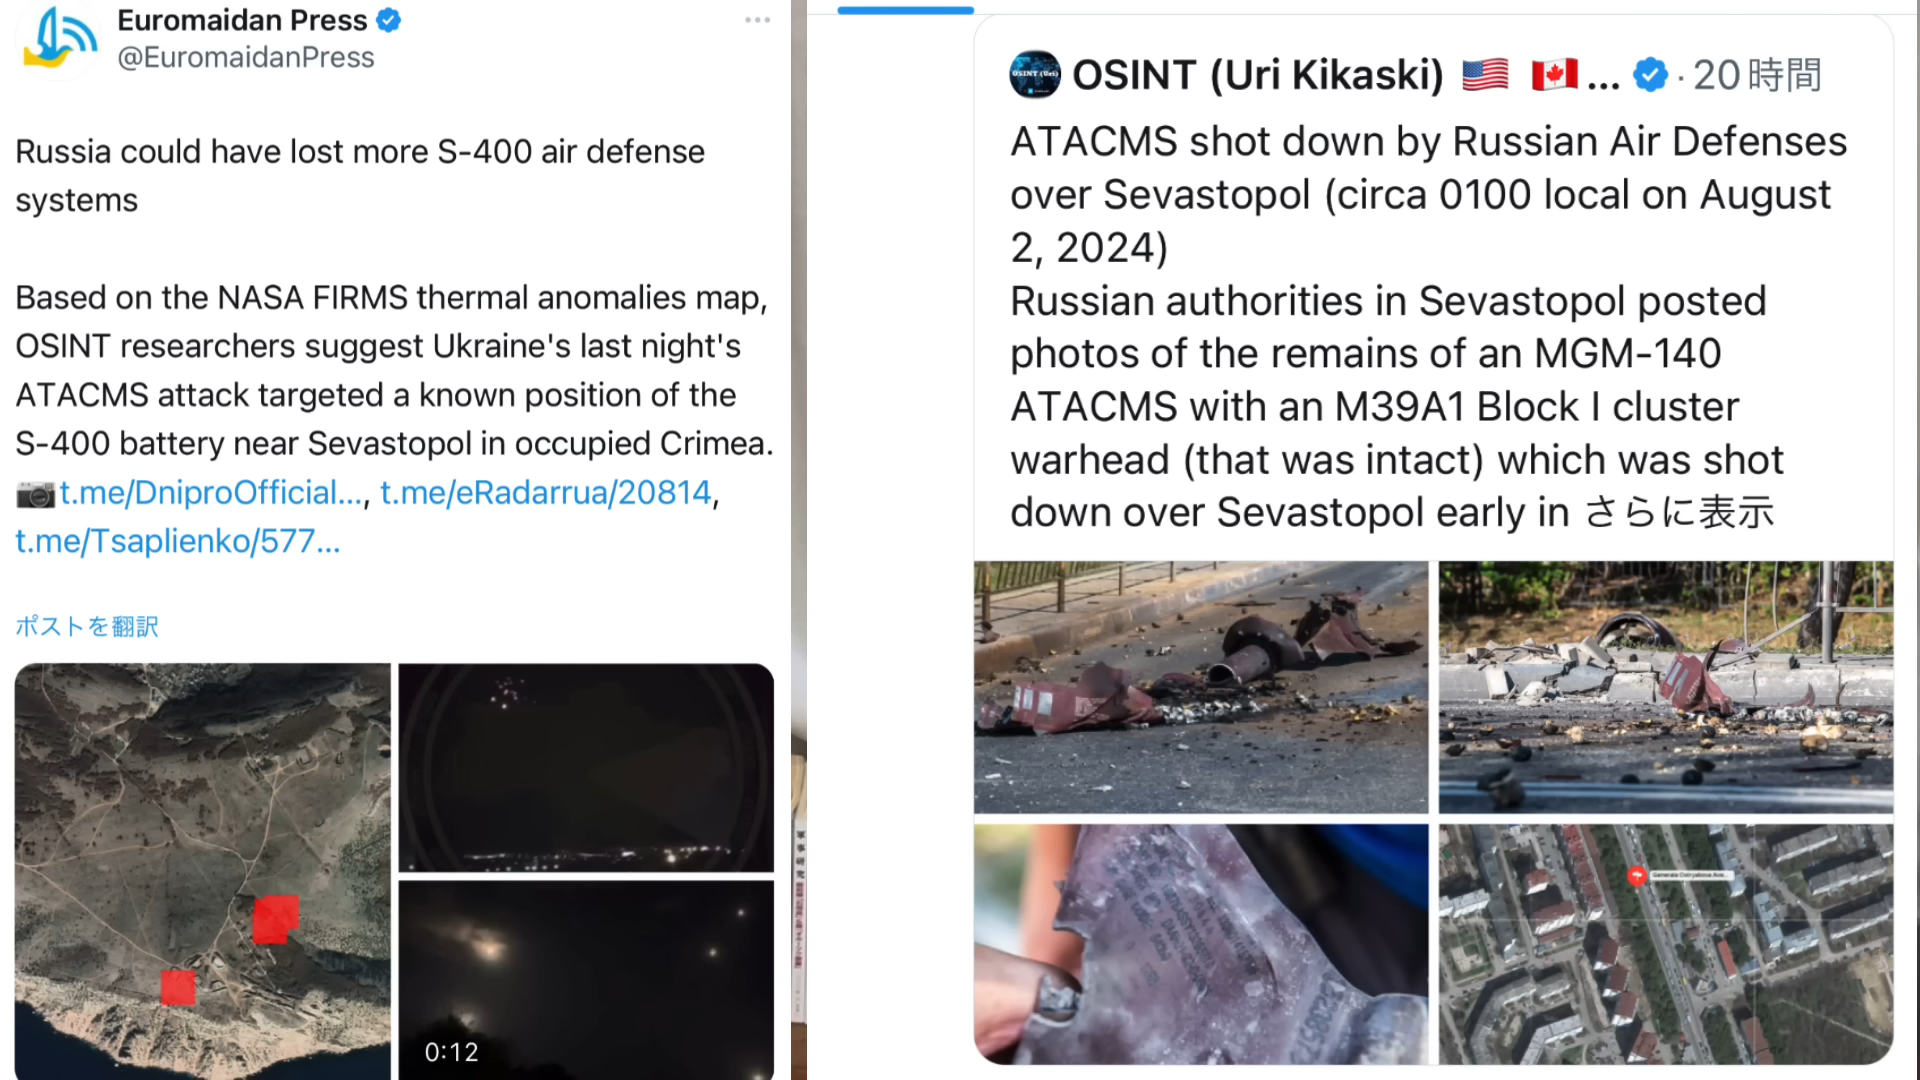 Euromaidan Press
@EuromaidanPress
Russia could have lost more S-400 air defense
systems
Based on the NASA FIRMS thermal anomalies map,
OSINT researchers suggest Ukraine's last night's
ATACMS attack targeted a known position of the
S-400 battery near Sevastopol in occupied Crimea.
t.me/DniproOfficial..., t.me/eRadarrua/20814,
t.me/Tsaplienko/577...
ポストを翻訳
0:12
OSINT (Uri)
OSINT (Uri Kikaski) 🇺🇸 🇨🇦 ... · 20時間
ATACMS shot down by Russian Air Defenses
over Sevastopol (circa 0100 local on August
2, 2024)
Russian authorities in Sevastopol posted
photos of the remains of an MGM-140
ATACMS with an M39A1 Block I cluster
warhead (that was intact) which was shot
down over Sevastopol early in さらに表示